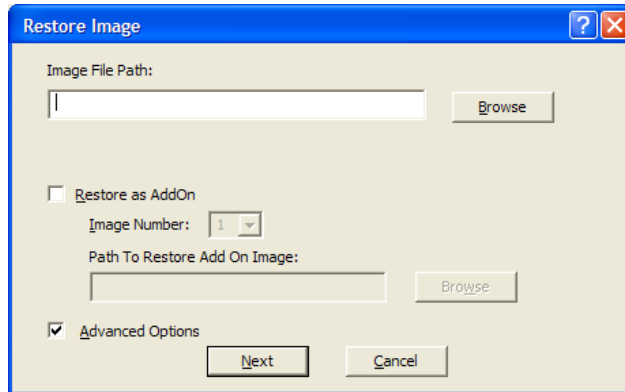 Restore Image
Image File Path:
Browse
Restore as AddOn
Image Number: 1
Path To Restore Add On Image:
Browse
Advanced Options
Next Cancel